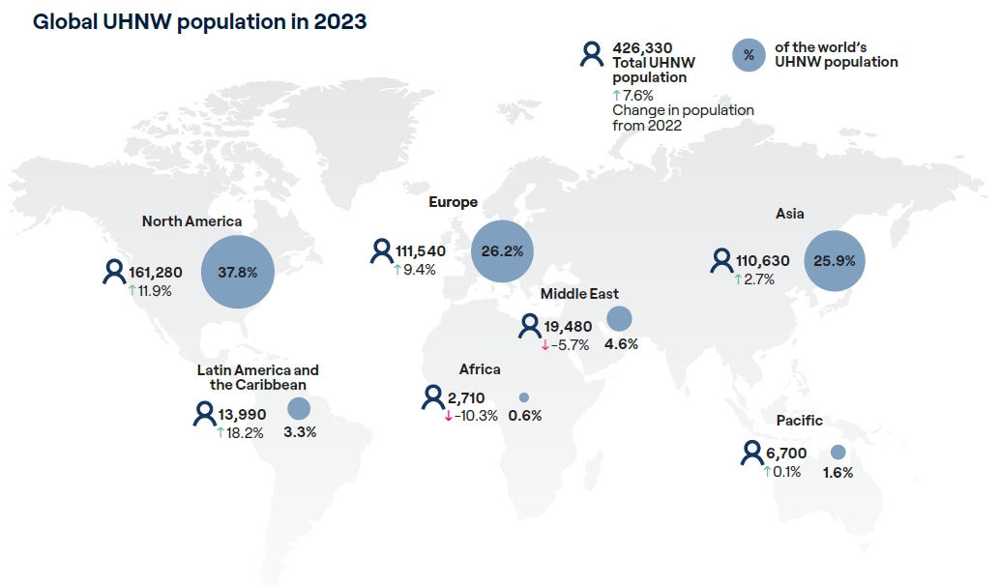 Global UHNW population in 2023
426,330
Total UHNW
population
↑7.6%
Change in population
from 2022
%
of the world's
UHNW population
North America
161,280
↑11.9%
37.8%
Europe
111,540
↑9.4%
26.2%
Asia
110,630
↑2.7%
25.9%
Middle East
19,480
↓-5.7%
4.6%
Latin America and
the Caribbean
13,990
↑18.2%
3.3%
Africa
2,710
↓-10.3%
0.6%
Pacific
6,700
↑0.1%
1.6%